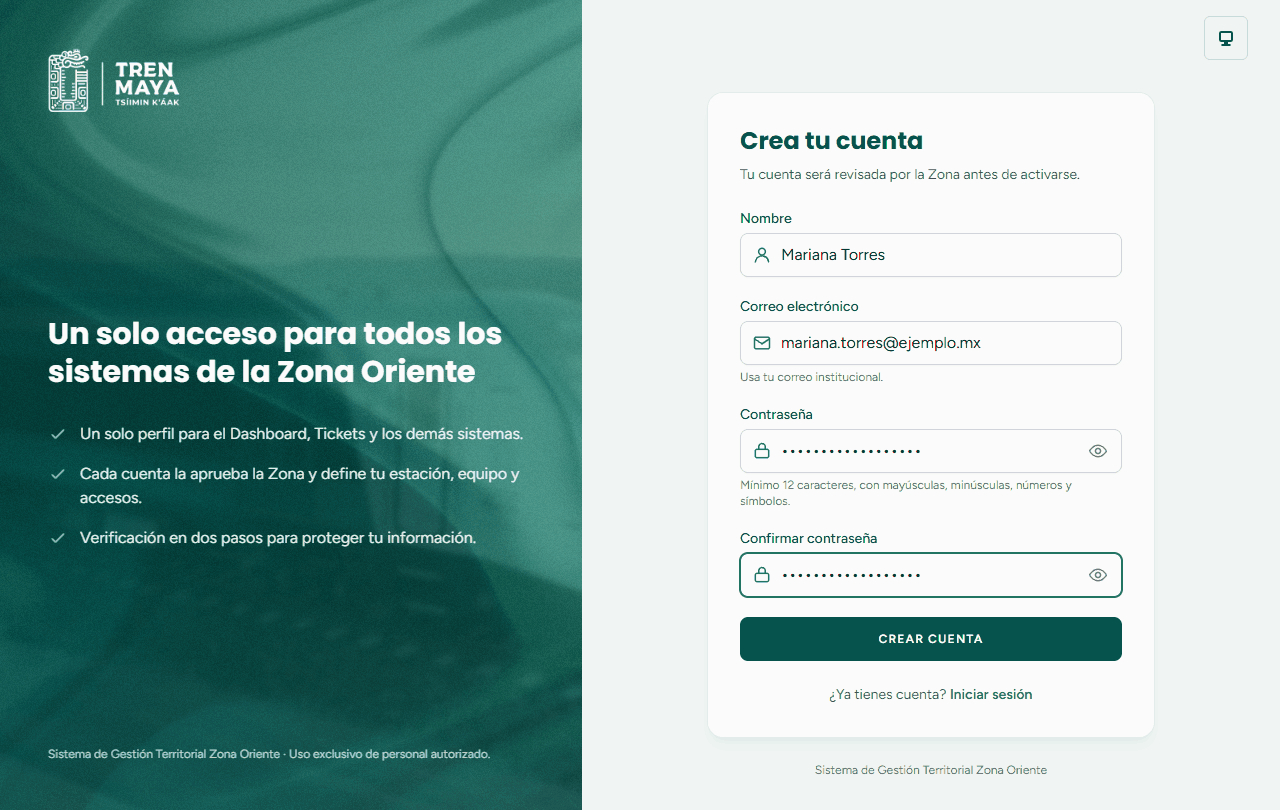 TREN
MAYA
TSÍIMIN K'ÁAK
Un solo acceso para todos los
sistemas de la Zona Oriente
Un solo perfil para el Dashboard, Tickets y los demás sistemas.
Cada cuenta la aprueba la Zona y define tu estación, equipo y
accesos.
Verificación en dos pasos para proteger tu información.
Sistema de Gestión Territorial Zona Oriente · Uso exclusivo de personal autorizado.
Crea tu cuenta
Tu cuenta será revisada por la Zona antes de activarse.
Nombre
Mariana Torres
Correo electrónico
mariana.torres@ejemplo.mx
Usa tu correo institucional.
Contraseña
••••••••••••••••••
Mínimo 12 caracteres, con mayúsculas, minúsculas, números y
símbolos.
Confirmar contraseña
••••••••••••••••••
CREAR CUENTA
¿Ya tienes cuenta? Iniciar sesión
Sistema de Gestión Territorial Zona Oriente